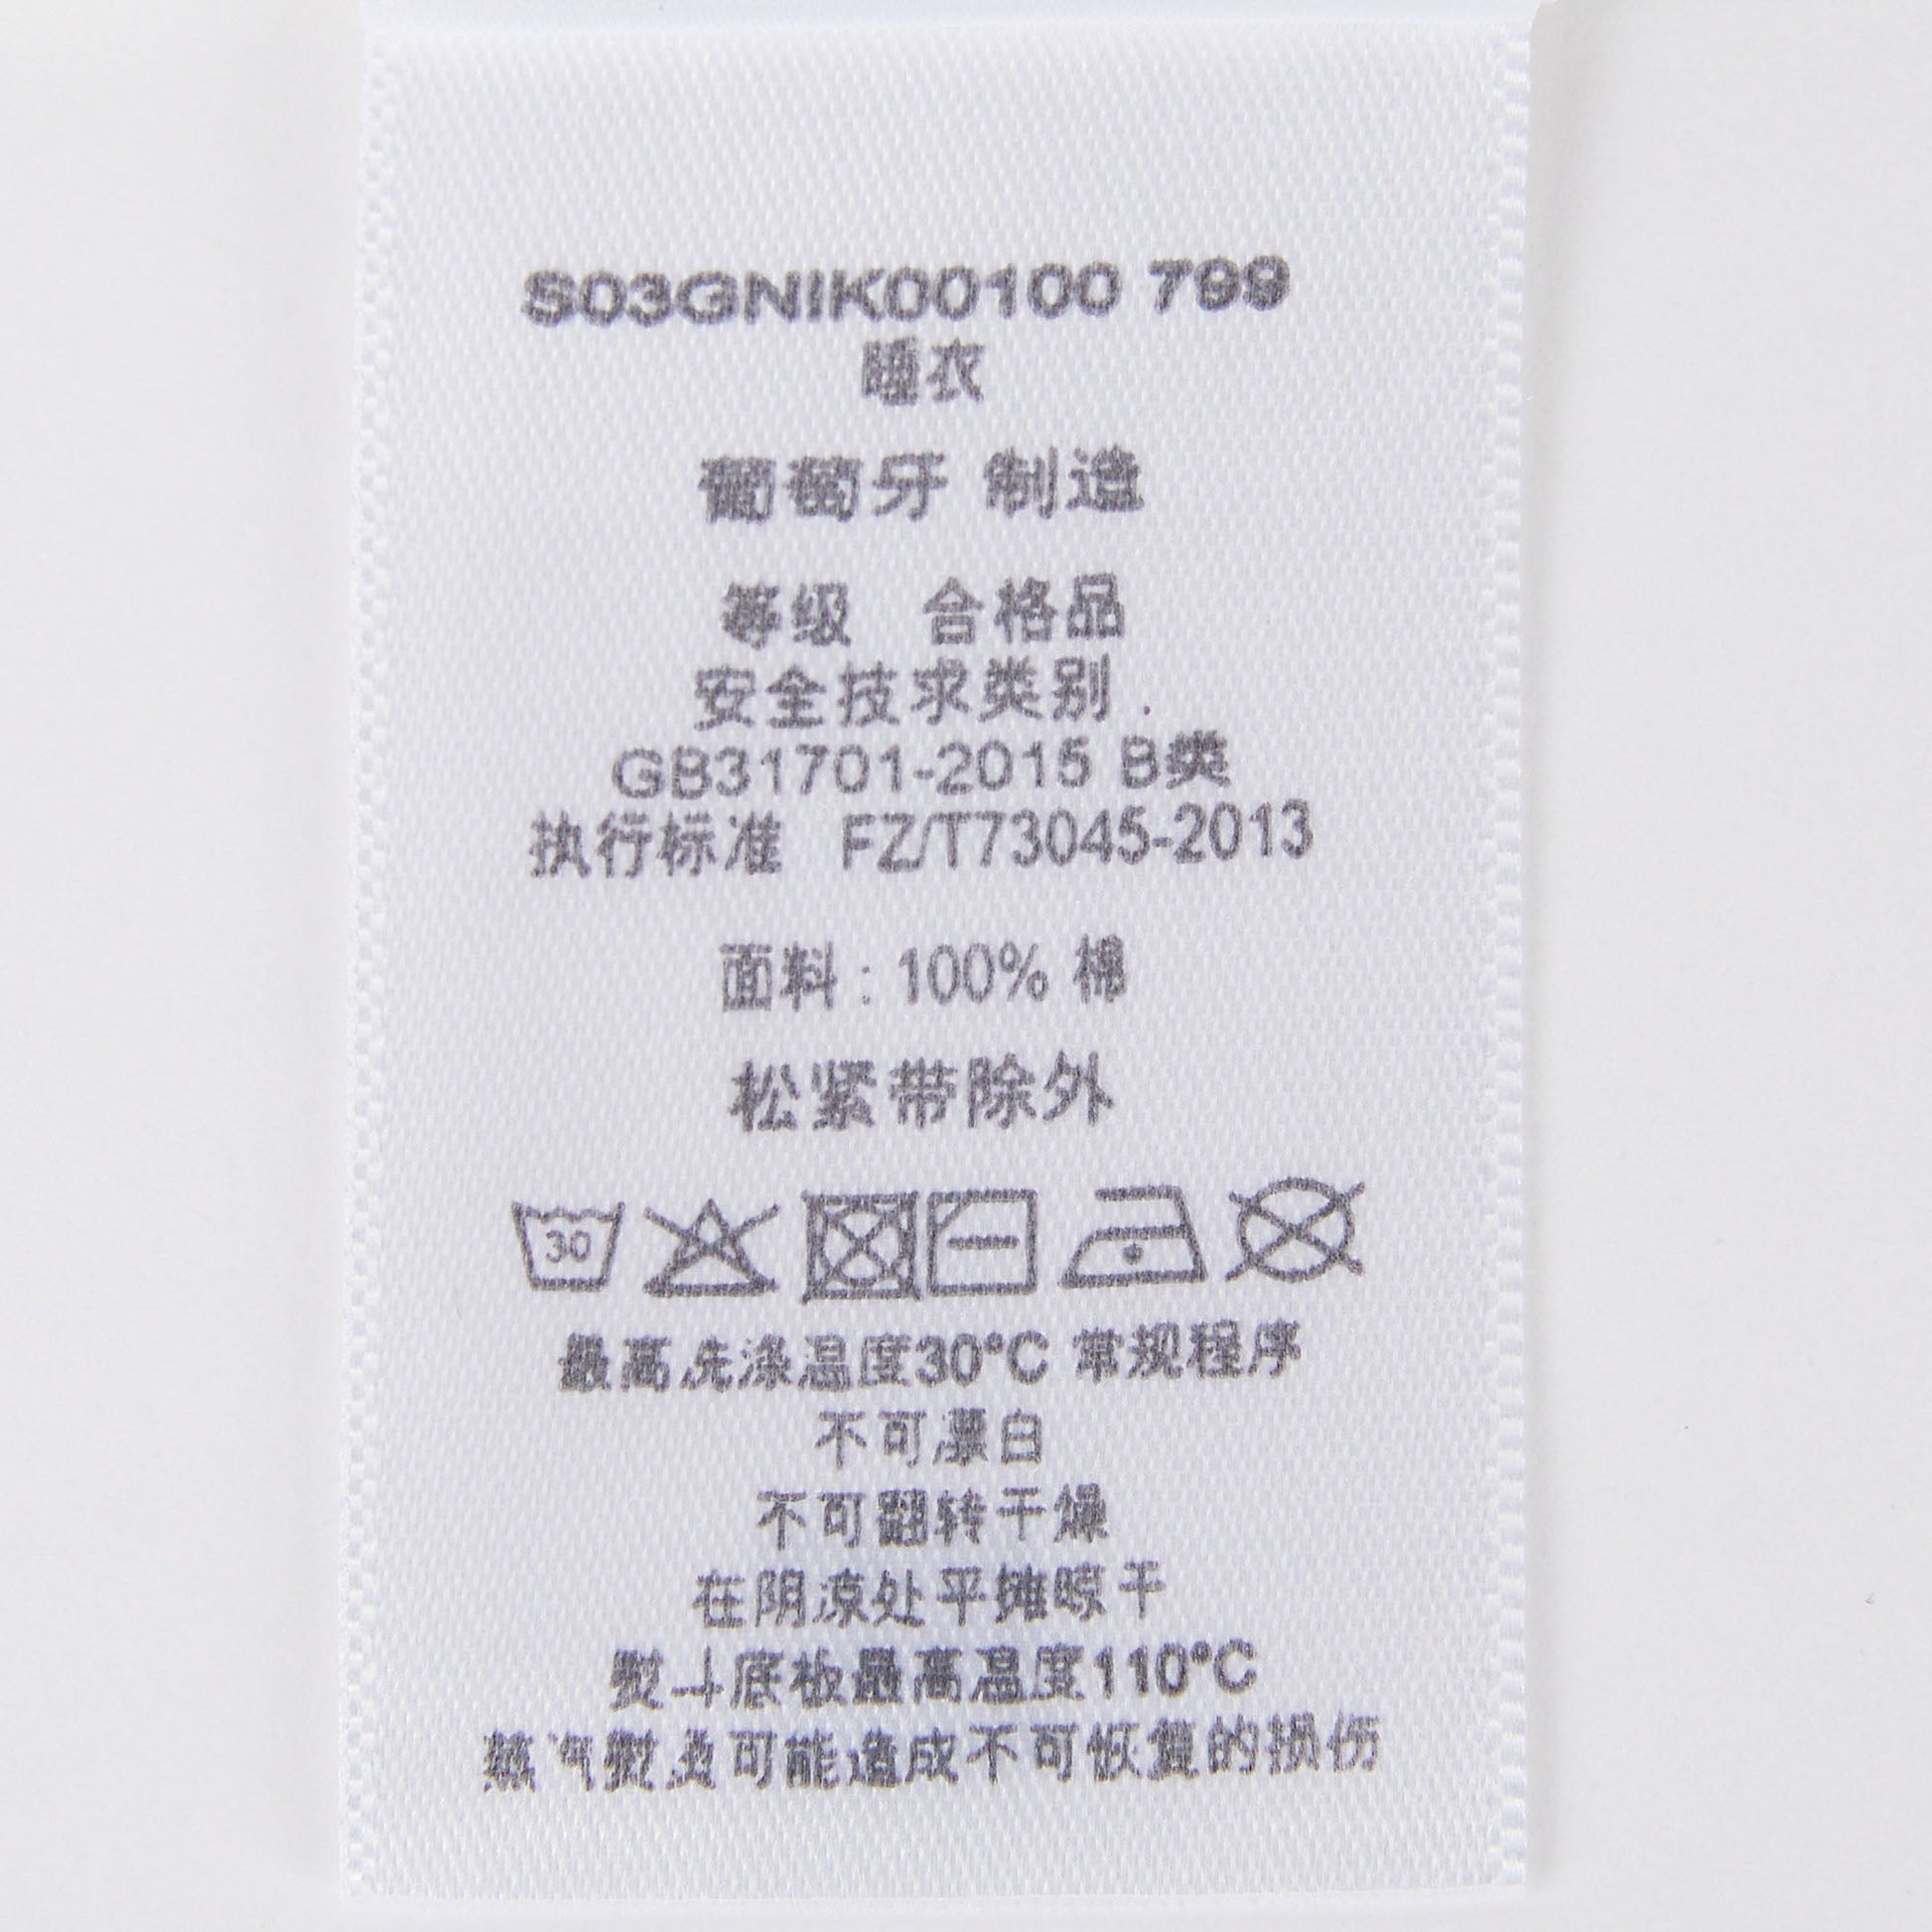 S03GNIK00100 799
睡衣
葡萄牙 制造
等级 合格品
安全技求类别 .
GB31701-2015 B类
执行标准 FZ/T73045-2013
面料 : 100% 棉
松紧带除外
30
最高洗涤温度30°C 常规程序
不可漂白
不可翻转干燥
在阴凉处平摊晾干
熨斗底板最高温度110°C
蒸汽熨烫可能造成不可恢复的损伤